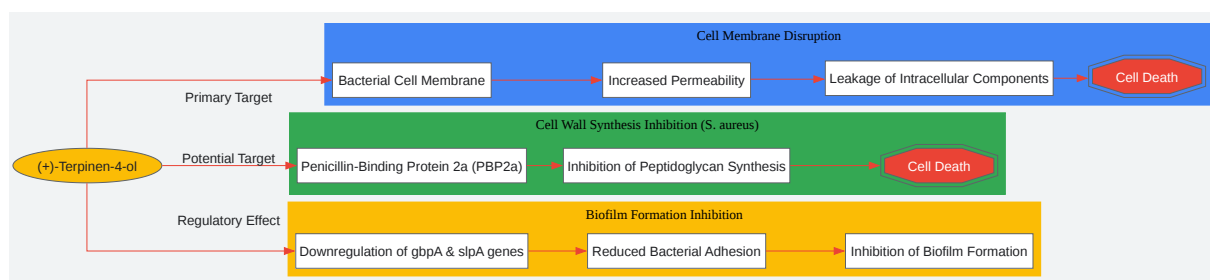 Cell Membrane Disruption
Bacterial Cell Membrane
Increased Permeability
Leakage of Intracellular Components
Cell Death
Primary Target
Cell Wall Synthesis Inhibition (S. aureus)
(+)-Terpinen-4-ol
Potential Target
Penicillin-Binding Protein 2a (PBP2a)
Inhibition of Peptidoglycan Synthesis
Cell Death
Regulatory Effect
Biofilm Formation Inhibition
Downregulation of gbpA & slpA genes
Reduced Bacterial Adhesion
Inhibition of Biofilm Formation